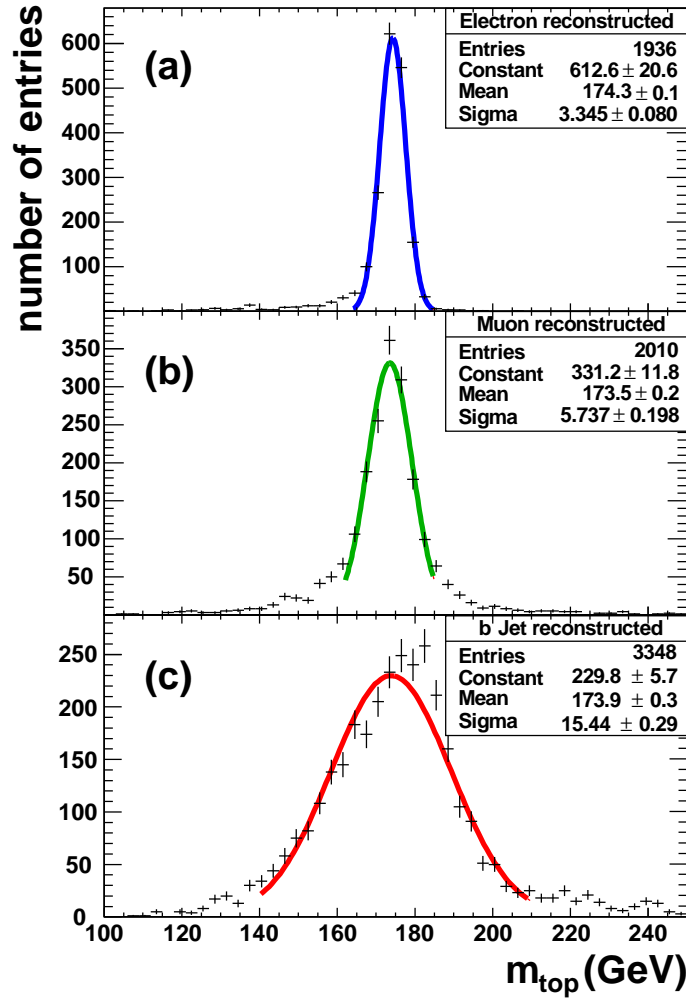 number of entries
(a)
Electron reconstructed
Entries 1936
Constant 612.6 ± 20.6
Mean 174.3 ± 0.1
Sigma 3.345 ± 0.080
600
500
400
300
200
100
(b)
Muon reconstructed
Entries 2010
Constant 331.2 ± 11.8
Mean 173.5 ± 0.2
Sigma 5.737 ± 0.198
350
300
250
200
150
100
50
(c)
b Jet reconstructed
Entries 3348
Constant 229.8 ± 5.7
Mean 173.9 ± 0.3
Sigma 15.44 ± 0.29
250
200
150
100
50
0
100 120 140 160 180 200 220 240
m_top (GeV)